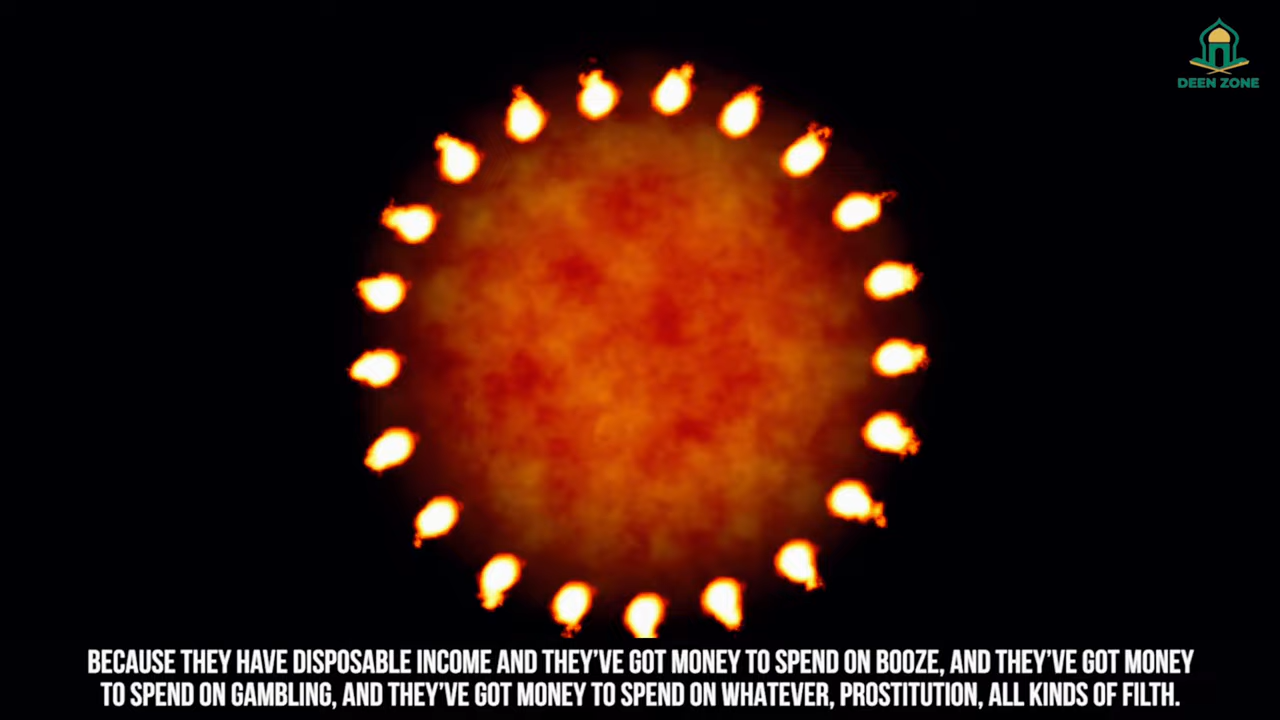 DEEN ZONE
BECAUSE THEY HAVE DISPOSABLE INCOME AND THEY'VE GOT MONEY TO SPEND ON BOOZE, AND THEY'VE GOT MONEY
TO SPEND ON GAMBLING, AND THEY'VE GOT MONEY TO SPEND ON WHATEVER, PROSTITUTION, ALL KINDS OF FILTH.